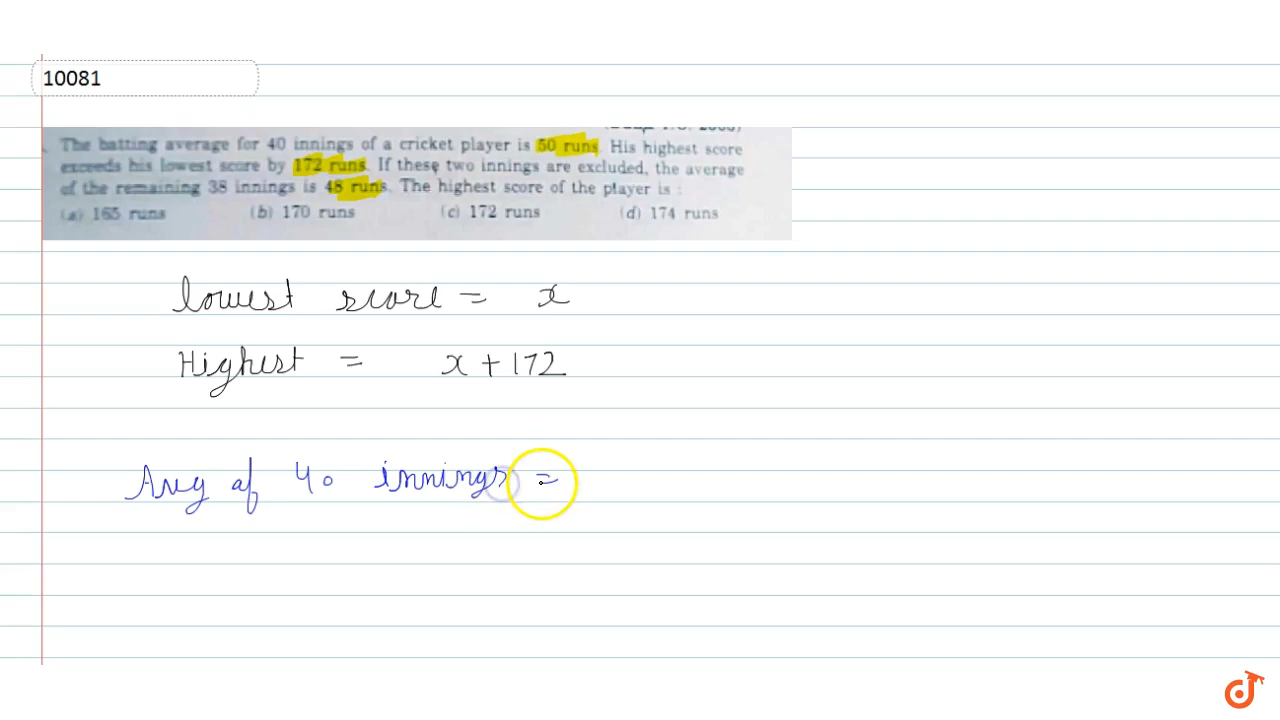 10081
The batting average for 40 innings of a cricket player is 50 runs. His highest score
exceeds his lowest score by 172 runs. If these two innings are excluded, the average
of the remaining 38 innings is 48 runs. The highest score of the player is :
(a) 165 runs (b) 170 runs (c) 172 runs (d) 174 runs
lowest score = x
Highest = x + 172
Avg of 40 innings =